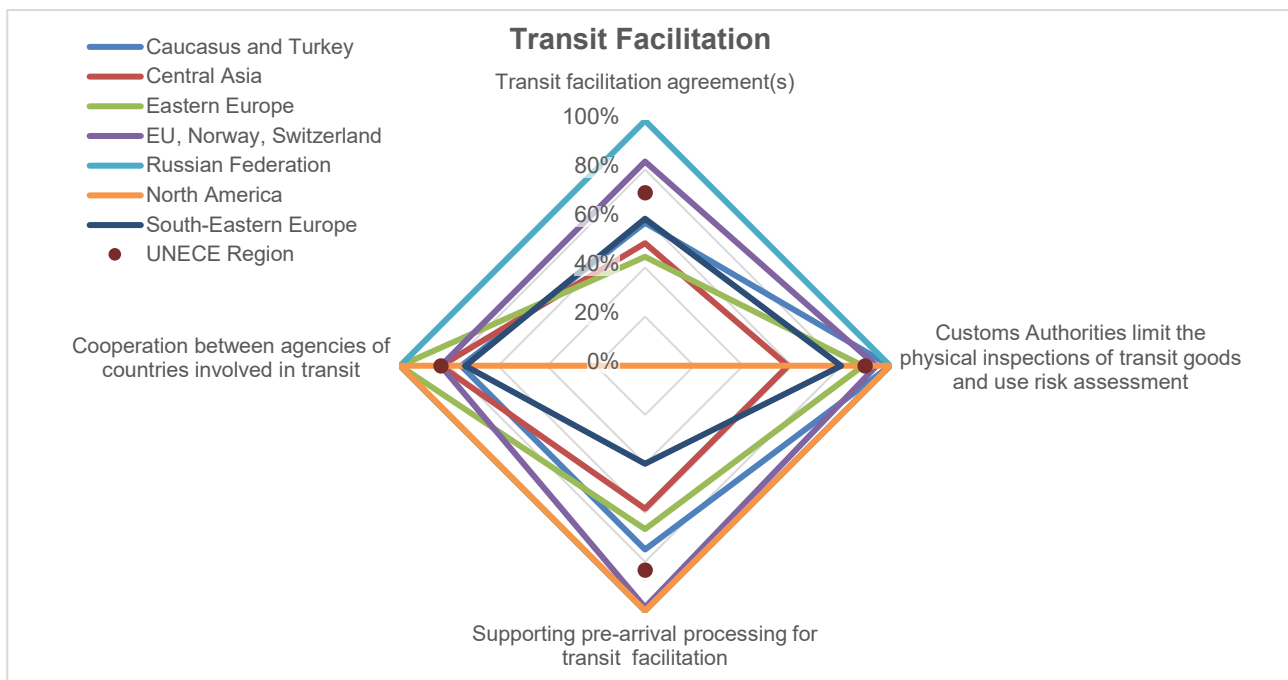 Transit Facilitation
Caucasus and Turkey
Central Asia
Eastern Europe
EU, Norway, Switzerland
Russian Federation
North America
South-Eastern Europe
UNECE Region
Transit facilitation agreement(s)
100%
80%
60%
40%
20%
0%
Cooperation between agencies of
countries involved in transit
Customs Authorities limit the
physical inspections of transit goods
and use risk assessment
Supporting pre-arrival processing for
transit facilitation